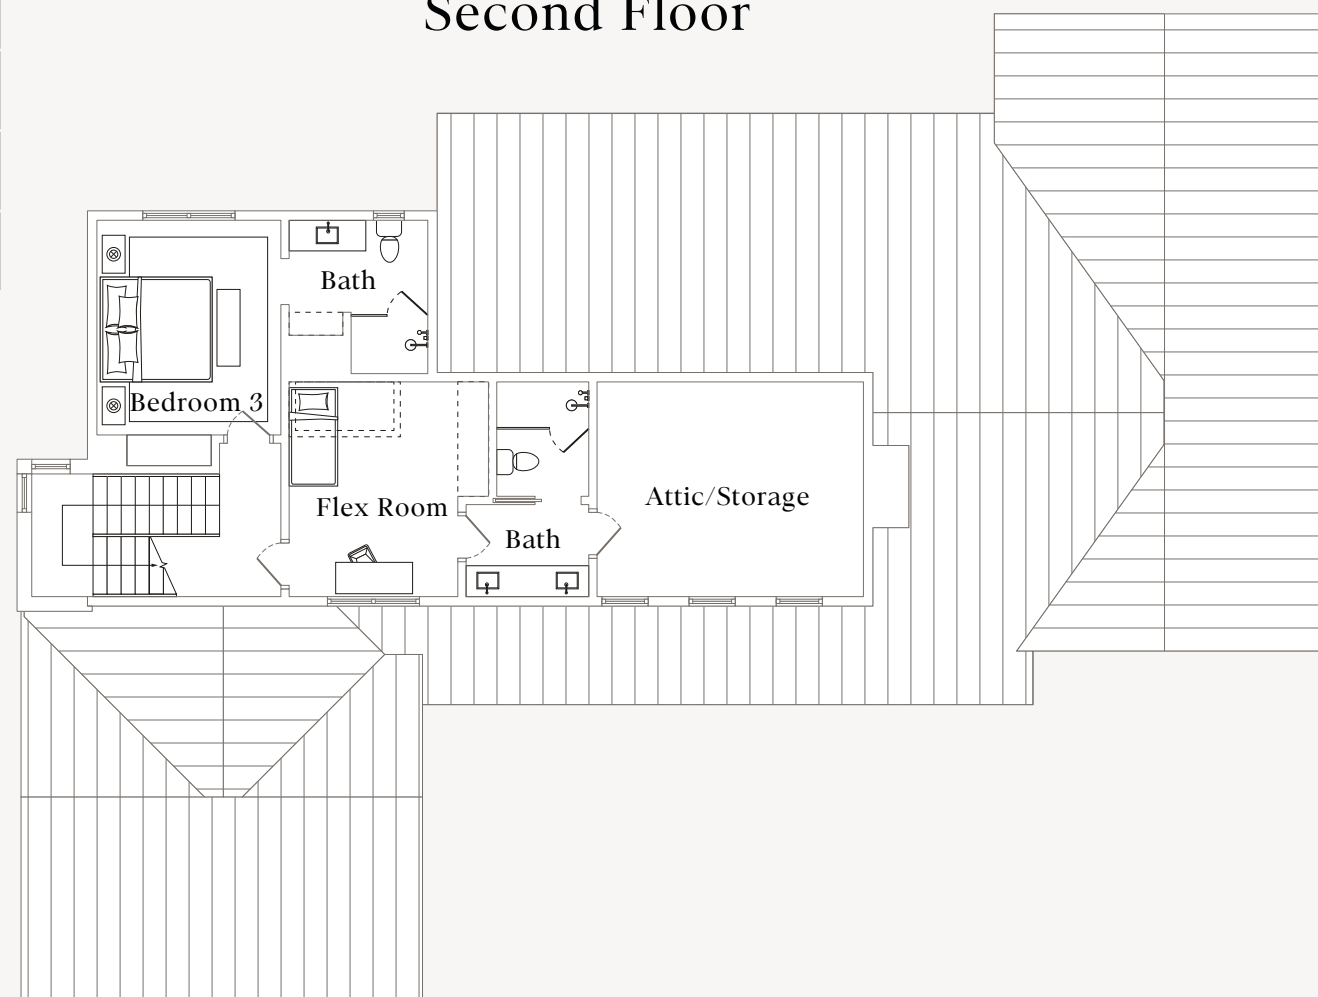 Second Floor
Bath
Bedroom 3
Flex Room
Attic/Storage
Bath